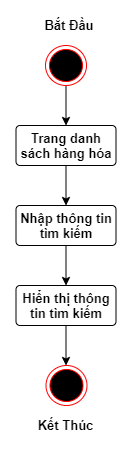 Bắt Đầu
Trang danh
sách hàng hóa
Nhập thông tin
tìm kiếm
Hiển thị thông
tin tìm kiếm
Kết Thúc